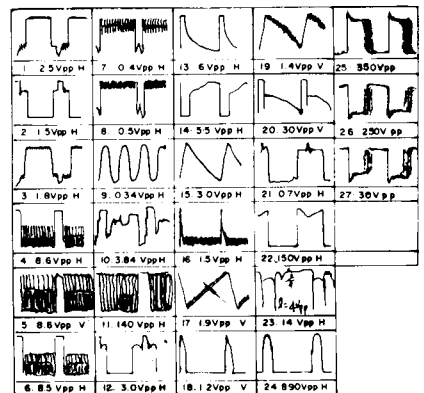 1. 2.5Vpp H
7. 0.4Vpp H
13. 6Vpp H
19. 1.4Vpp V
25. 350Vpp
2. 1.5Vpp H
8. 0.5Vpp H
14. 5.5 Vpp H
20. 30Vpp V
26. 250V pp
3. 1.8Vpp H
9. 0.34Vpp H
15. 3.0Vpp H
21. 0.7Vpp H
27. 36Vpp
4. 8.6Vpp H
10. 3.84 Vpp H
16. 1.5Vpp H
22. 150Vpp H
5. 8.6Vpp V
11. 140 Vpp H
17. 1.9Vpp V
23. 14 Vpp H
6. 8.5 Vpp H
12. 3.0Vpp H
18. 1.2Vpp V
24. 890Vpp H